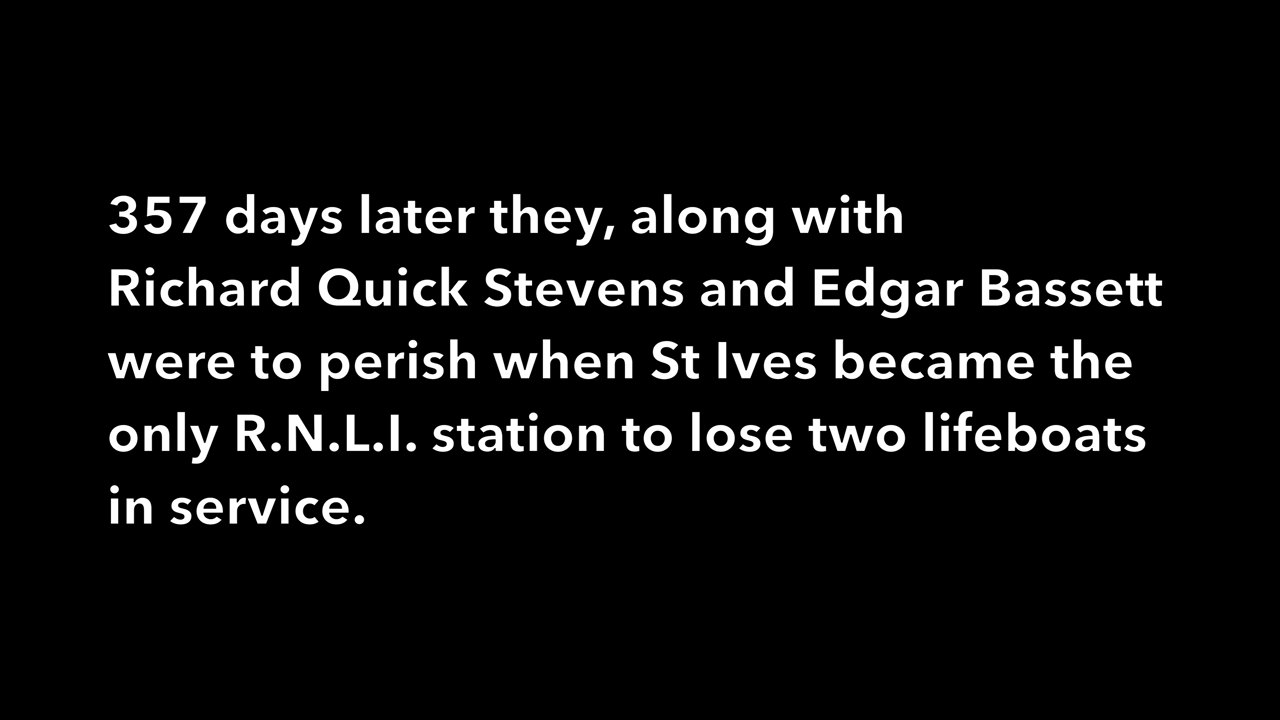 357 days later they, along with
Richard Quick Stevens and Edgar Bassett
were to perish when St Ives became the
only R.N.L.I. station to lose two lifeboats
in service.